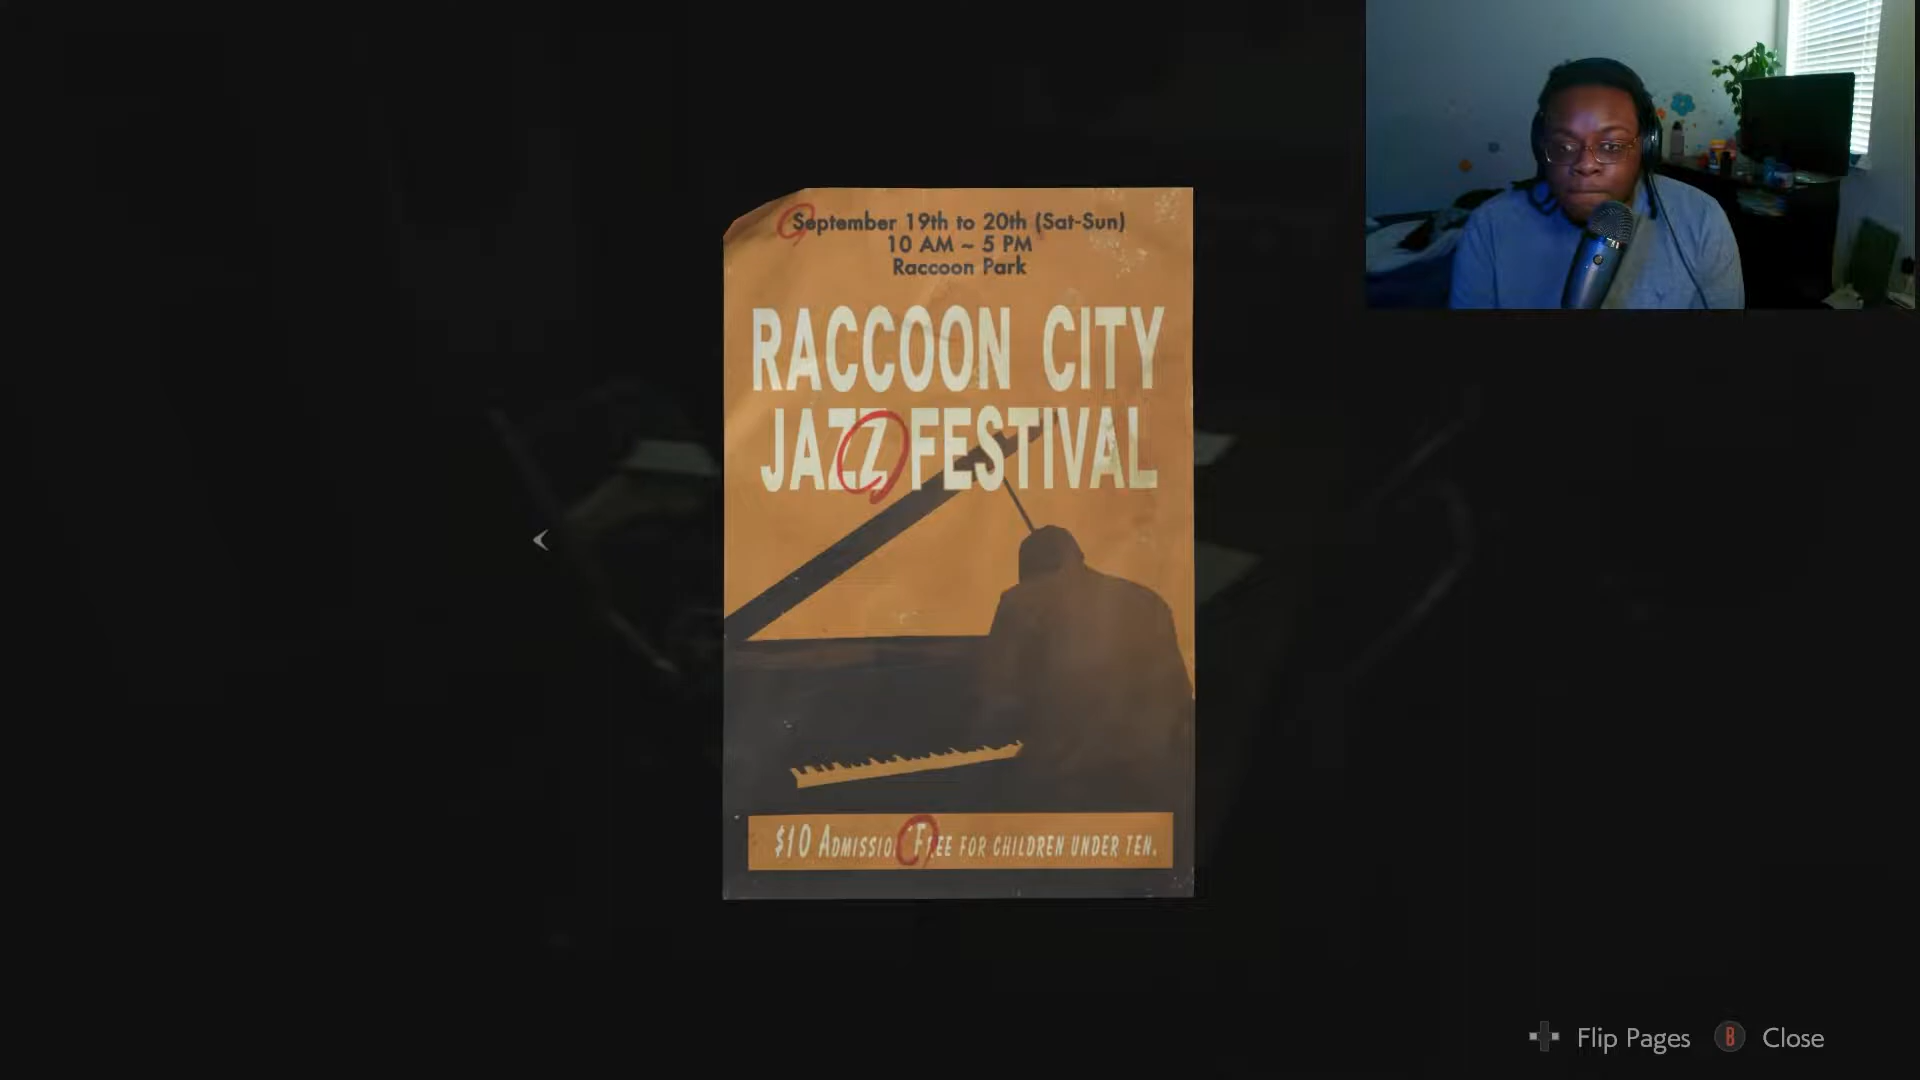 September 19th to 20th (Sat-Sun)
10 AM ~ 5 PM
Raccoon Park
RACCOON CITY
JAZZ FESTIVAL
$10 Admission Free for children under ten.
Flip Pages B Close